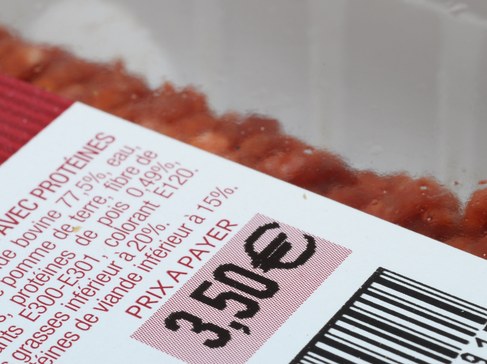 AVEC PROTÉINES
de bovine 77,5%, eau,
pomme de terre, fibre de
protéines de pois 0,49%,
E300-E301, colorant E120.
grasses inférieur à 20%.
de viande inférieur à 15%.
PRIX A PAYER
3,50€